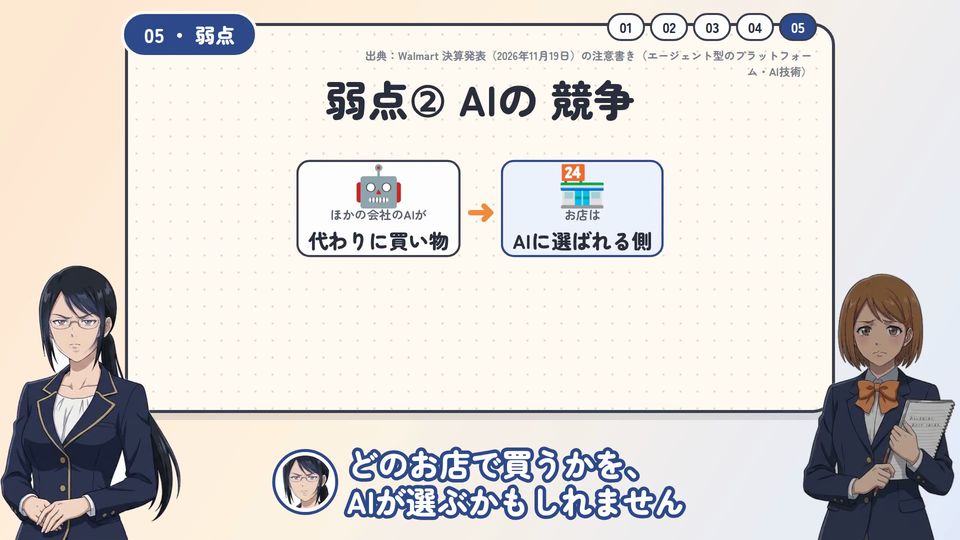 05 ・ 弱点
01 02 03 04 05
出典：Walmart 決算発表（2026年11月19日）の注意書き（エージェント型のプラットフォー
ム・AI技術）
弱点② AIの 競争
ほかの会社のAIが
代わりに買い物
24
お店は
AIに選ばれる側
どのお店で買うかを、
AIが選ぶかもしれません